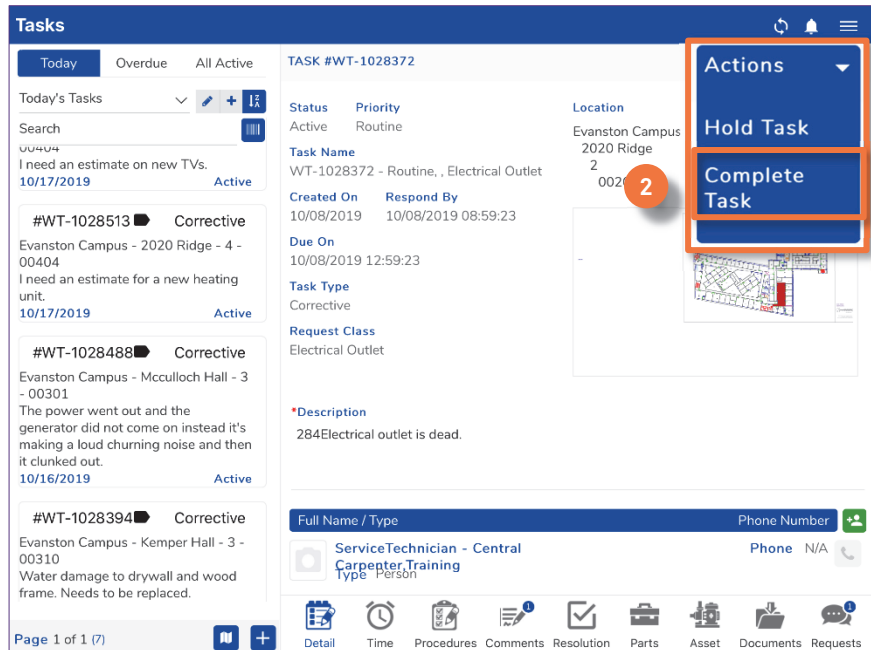 Tasks
Today Overdue All Active
Today's Tasks
Search
00404
I need an estimate on new TVs.
10/17/2019 Active
#WT-1028513 Corrective
Evanston Campus - 2020 Ridge - 4 -
00404
I need an estimate for a new heating
unit.
10/17/2019 Active
#WT-1028488 Corrective
Evanston Campus - Mcculloch Hall - 3
- 00301
The power went out and the
generator did not come on instead it's
making a loud churning noise and then
it clunked out.
10/16/2019 Active
#WT-1028394 Corrective
Evanston Campus - Kemper Hall - 3 -
00310
Water damage to drywall and wood
frame. Needs to be replaced.
Page 1 of 1 (7)
TASK #WT-1028372
Status Priority
Active Routine
Task Name
WT-1028372 - Routine, , Electrical Outlet
Created On Respond By
10/08/2019 10/08/2019 08:59:23
Due On
10/08/2019 12:59:23
Task Type
Corrective
Request Class
Electrical Outlet
Location
Evanston Campus
2020 Ridge
2
2
-
Actions
Hold Task
Complete
Task
*Description
284Electrical outlet is dead.
Full Name / Type Phone Number
ServiceTechnician - Central
Carpenter,Training
Type Person
Phone N/A
1 1
Detail Time Procedures Comments Resolution Parts Asset Documents Requests